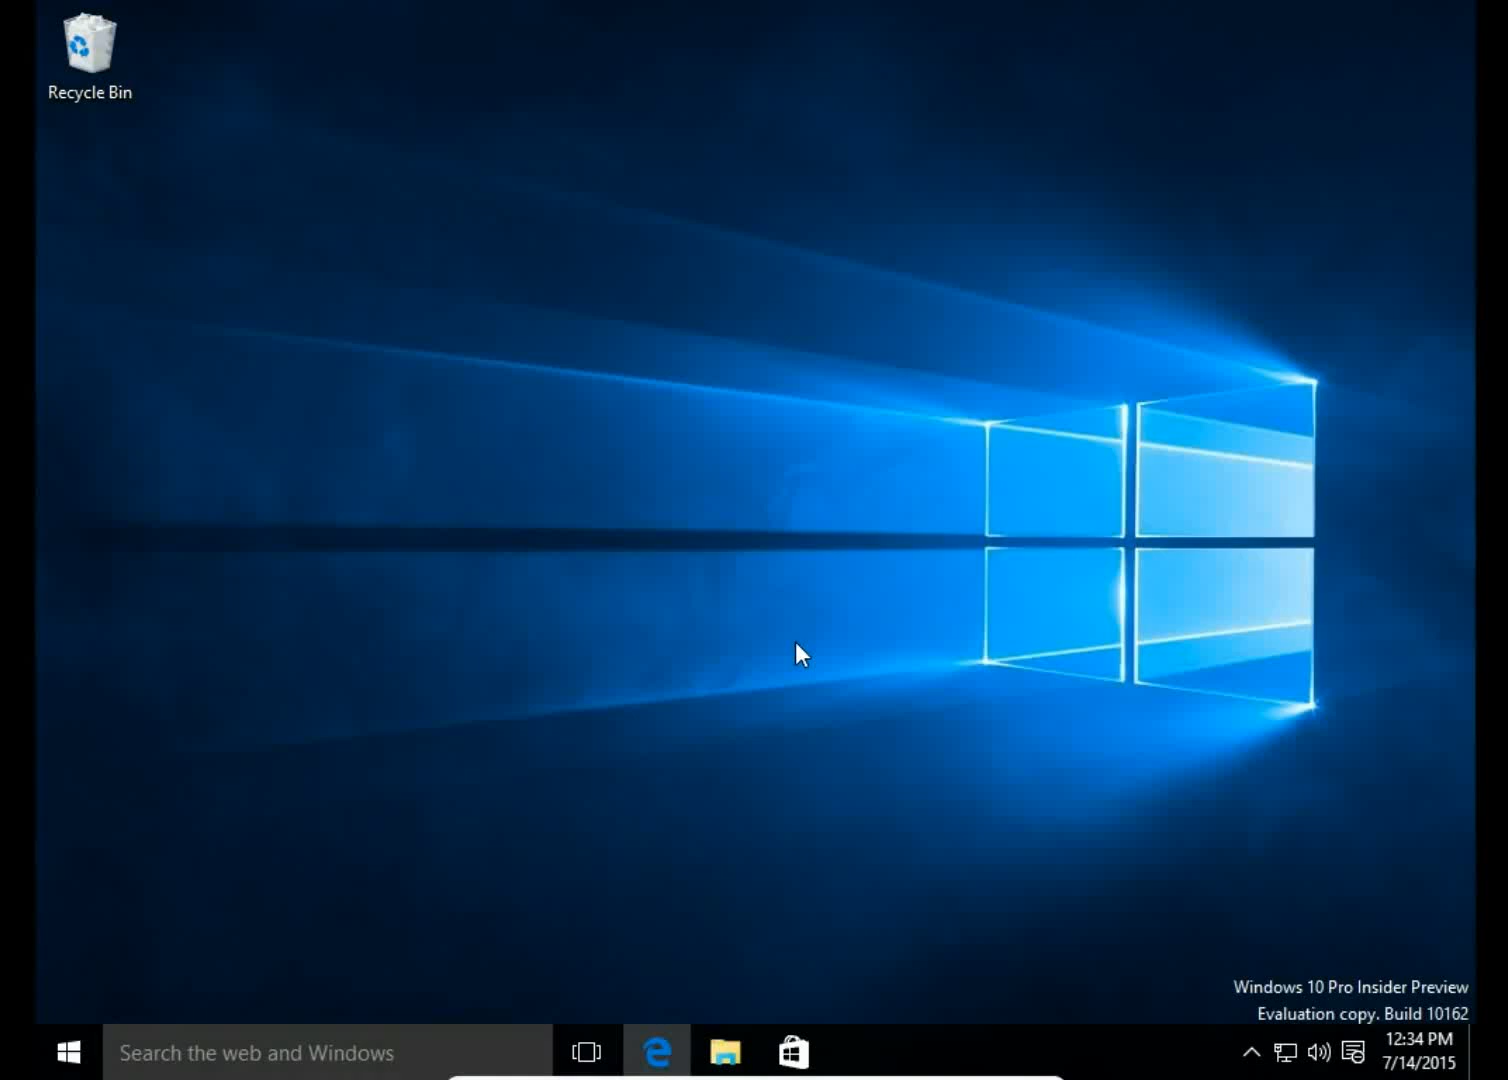 Recycle Bin
Windows 10 Pro Insider Preview
Evaluation copy. Build 10162
Search the web and Windows
12:34 PM
7/14/2015